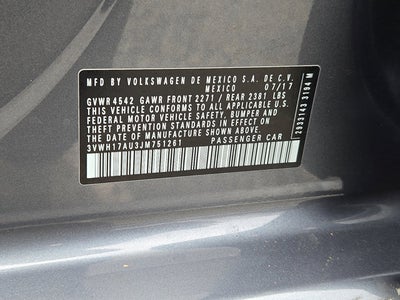 MFD BY VOLKSWAGEN DE MEXICO S.A. DE C.V.
MEXICO 07/17
GVWR 4542 GAWR FRONT 2271 / REAR 2381 LBS
THIS VEHICLE CONFORMS TO ALL APPLICABLE U.S.
FEDERAL MOTOR VEHICLE SAFETY, BUMPER, AND
THEFT PREVENTION STANDARDS IN EFFECT ON
THE DATE OF MANUFACTURE SHOWN ABOVE.
3VWH17AU3JM751261 PASSENGER CAR
2033143 3104 M